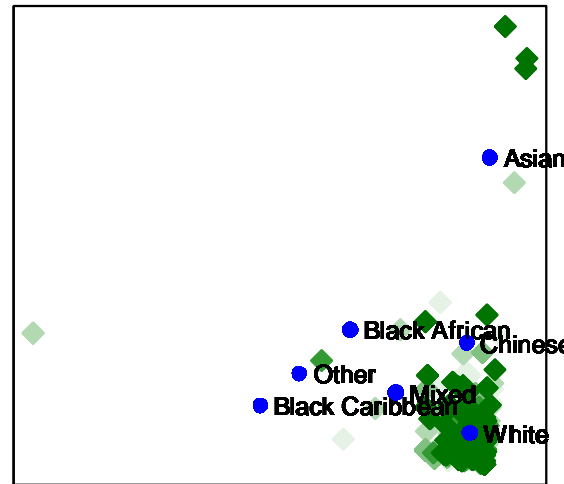 Asian
Black African
Chinese
Other
Mixed
Black Caribbean
White